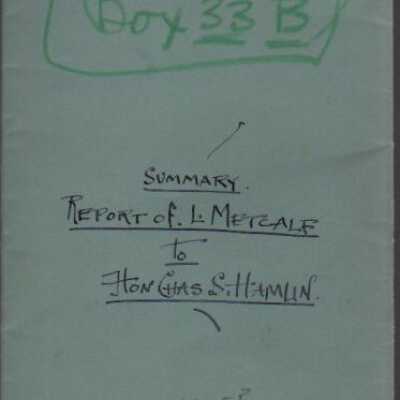 Box 33 B
SUMMARY.
REPORT OF. L. METCALF
to
HON CHAS S. HAMLIN.